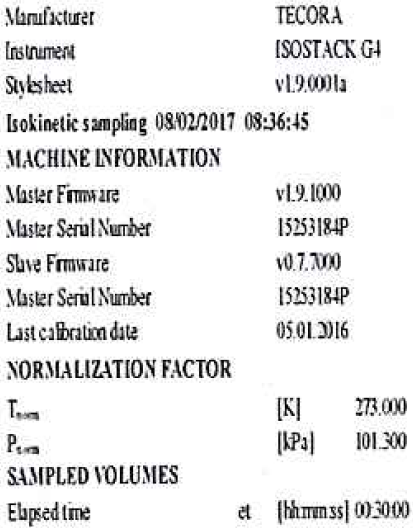 Manufacturer TECORA
Instrument ISOSTACK G4
Stylesheet v1.9.0001a
Isokinetic sampling 08/02/2017 08:36:45
MACHINE INFORMATION
Master Firmware v1.9.1000
Master Serial Number 15253184P
Slave Firmware v0.7.7000
Master Serial Number 15253184P
Last calibration date 05.01.2016
NORMALIZATION FACTOR
Tnorm [K] 273.000
Pnorm [kPa] 101.300
SAMPLED VOLUMES
Elapsed time et [hh:mm:ss] 00:30:00